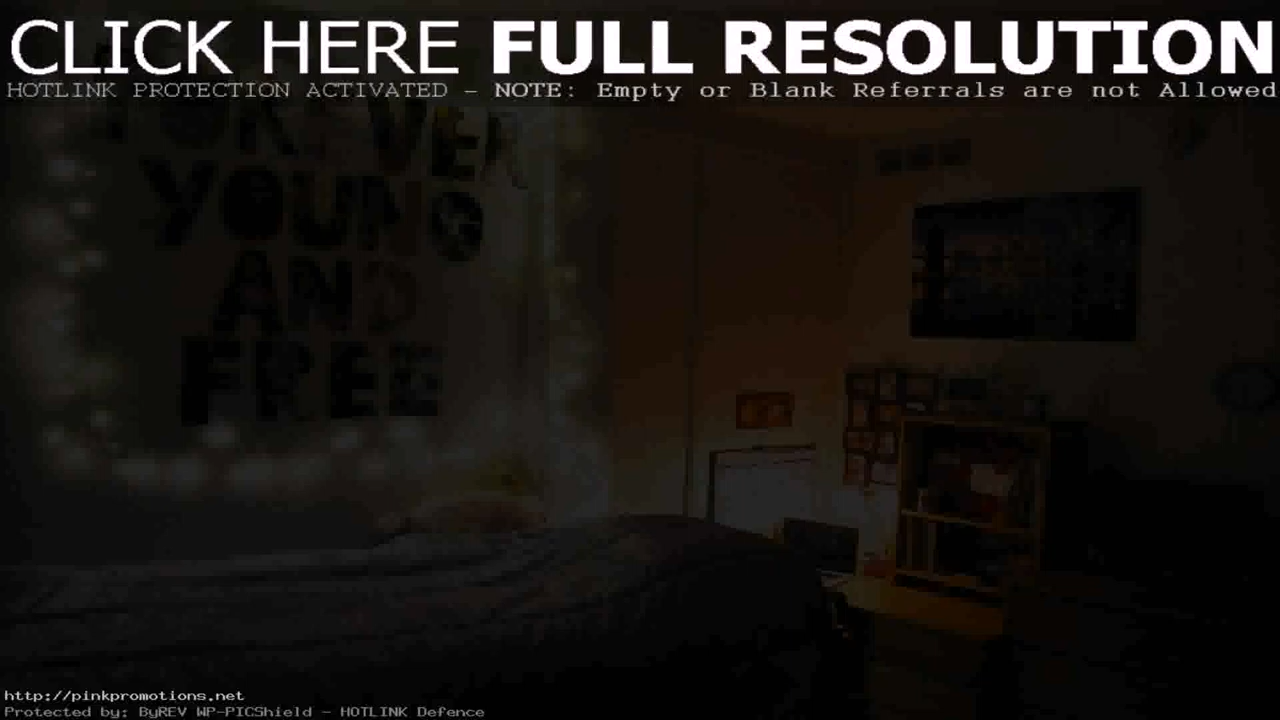 CLICK HERE FULL RESOLUTION
HOTLINK PROTECTION ACTIVATED – NOTE: Empty or Blank Referrals are not Allowed
FOREVER
YOUNG
AND
FREE
http://pinkpromotions.net
Protected by: ByREV WP-PICShield – HOTLINK Defence